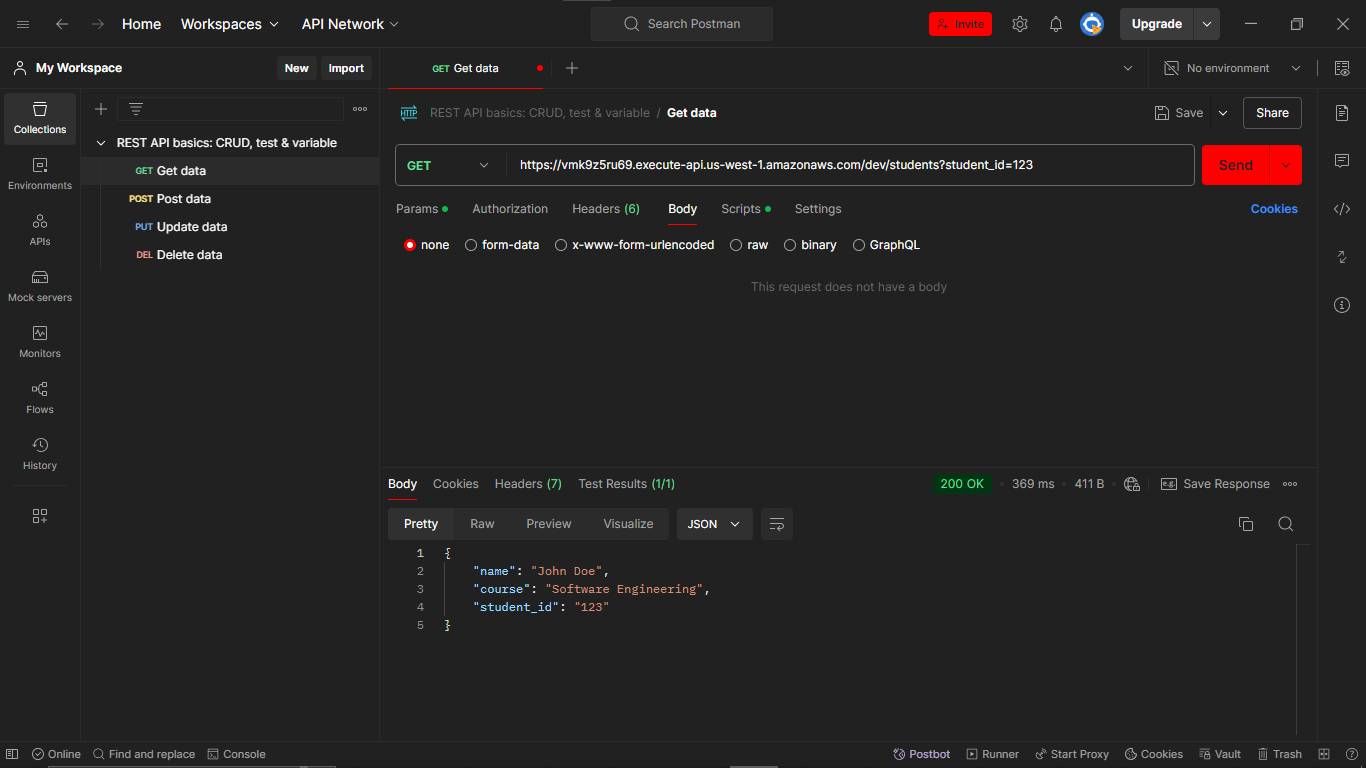 Home Workspaces API Network Search Postman Invite Upgrade
My Workspace New Import GET Get data No environment
Collections
Environments
APIs
Mock servers
Monitors
Flows
History
REST API basics: CRUD, test & variable
GET Get data
POST Post data
PUT Update data
DEL Delete data
HTTP REST API basics: CRUD, test & variable / Get data Save Share
GET https://vmk9z5ru69.execute-api.us-west-1.amazonaws.com/dev/students?student_id=123 Send
Params Authorization Headers (6) Body Scripts Settings Cookies
none form-data x-www-form-urlencoded raw binary GraphQL
This request does not have a body
Body Cookies Headers (7) Test Results (1/1) 200 OK 369 ms 411 B e.g. Save Response
Pretty Raw Preview Visualize JSON
1 {
2 "name": "John Doe",
3 "course": "Software Engineering",
4 "student_id": "123"
5 }
Online Find and replace Console Postbot Runner Start Proxy Cookies Vault Trash